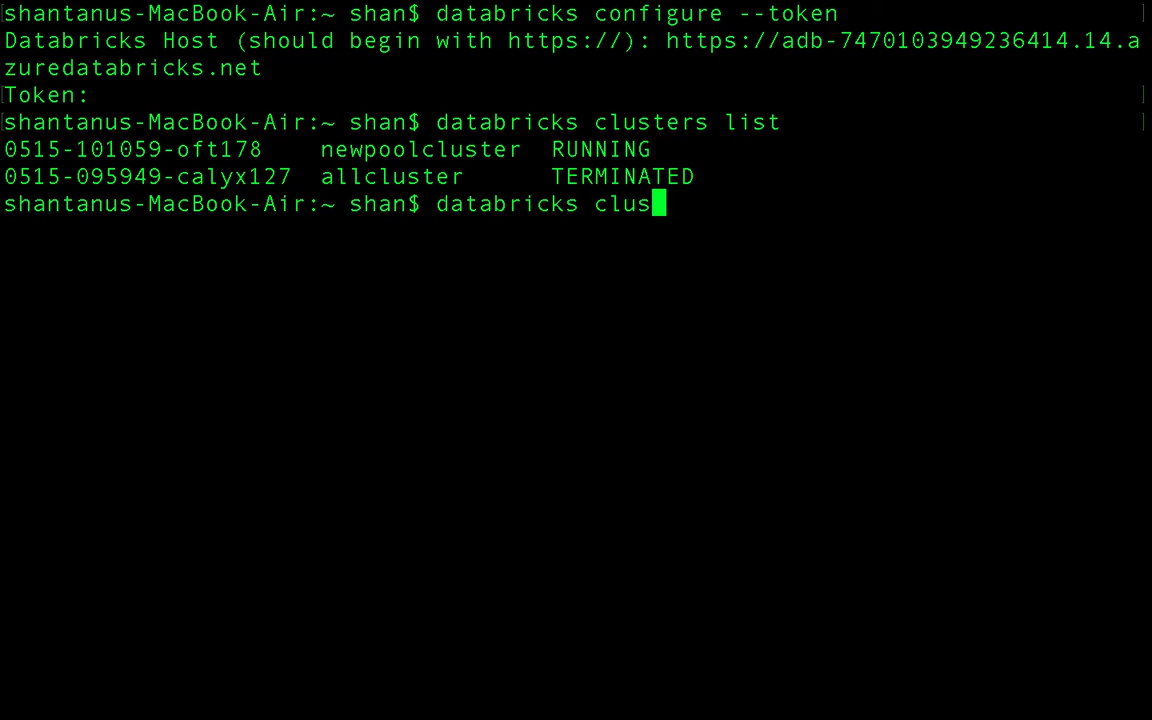 shantanus-MacBook-Air:~ shan$ databricks configure --token
Databricks Host (should begin with https://): https://adb-7470103949236414.14.a
zuredatabricks.net
Token:
shantanus-MacBook-Air:~ shan$ databricks clusters list
0515-101059-oft178    newpoolcluster  RUNNING
0515-095949-calyx127  allcluster      TERMINATED
shantanus-MacBook-Air:~ shan$ databricks clus